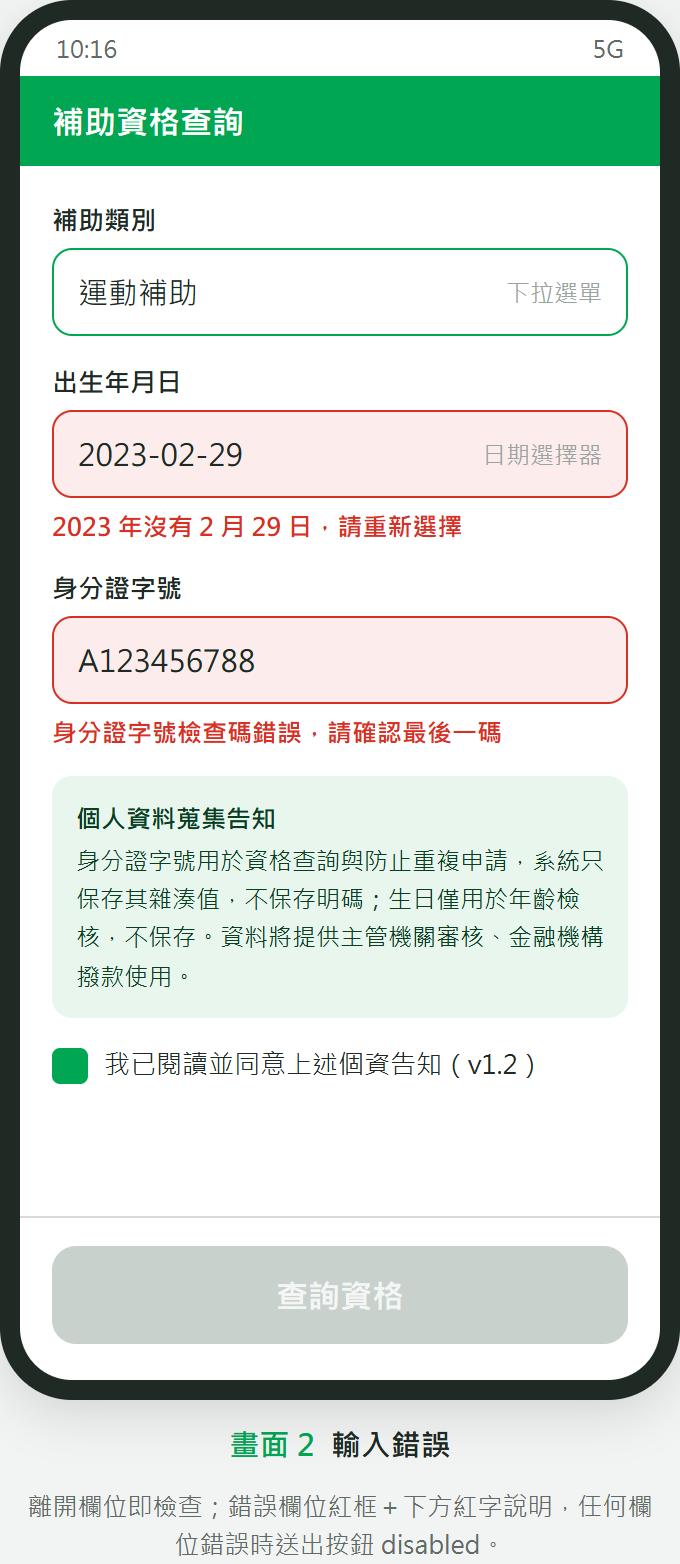 10:16
5G
補助資格查詢
補助類別
運動補助
下拉選單
出生年月日
2023-02-29
日期選擇器
2023 年沒有 2 月 29 日，請重新選擇
身分證字號
A123456788
身分證字號檢查碼錯誤，請確認最後一碼
個人資料蒐集告知
身分證字號用於資格查詢與防止重複申請，系統只
保存其雜湊值，不保存明碼；生日僅用於年齡檢
核，不保存。資料將提供主管機關審核、金融機構
撥款使用。
我已閱讀並同意上述個資告知（v1.2）
查詢資格
畫面 2 輸入錯誤
離開欄位即檢查；錯誤欄位紅框＋下方紅字說明，任何欄
位錯誤時送出按鈕 disabled。